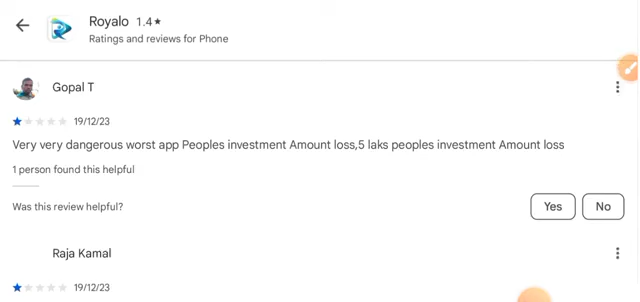 Royalo 1.4★
Ratings and reviews for Phone
Gopal T
19/12/23
Very very dangerous worst app Peoples investment Amount loss,5 laks peoples investment Amount loss
1 person found this helpful
Was this review helpful?
Yes
No
Raja Kamal
19/12/23